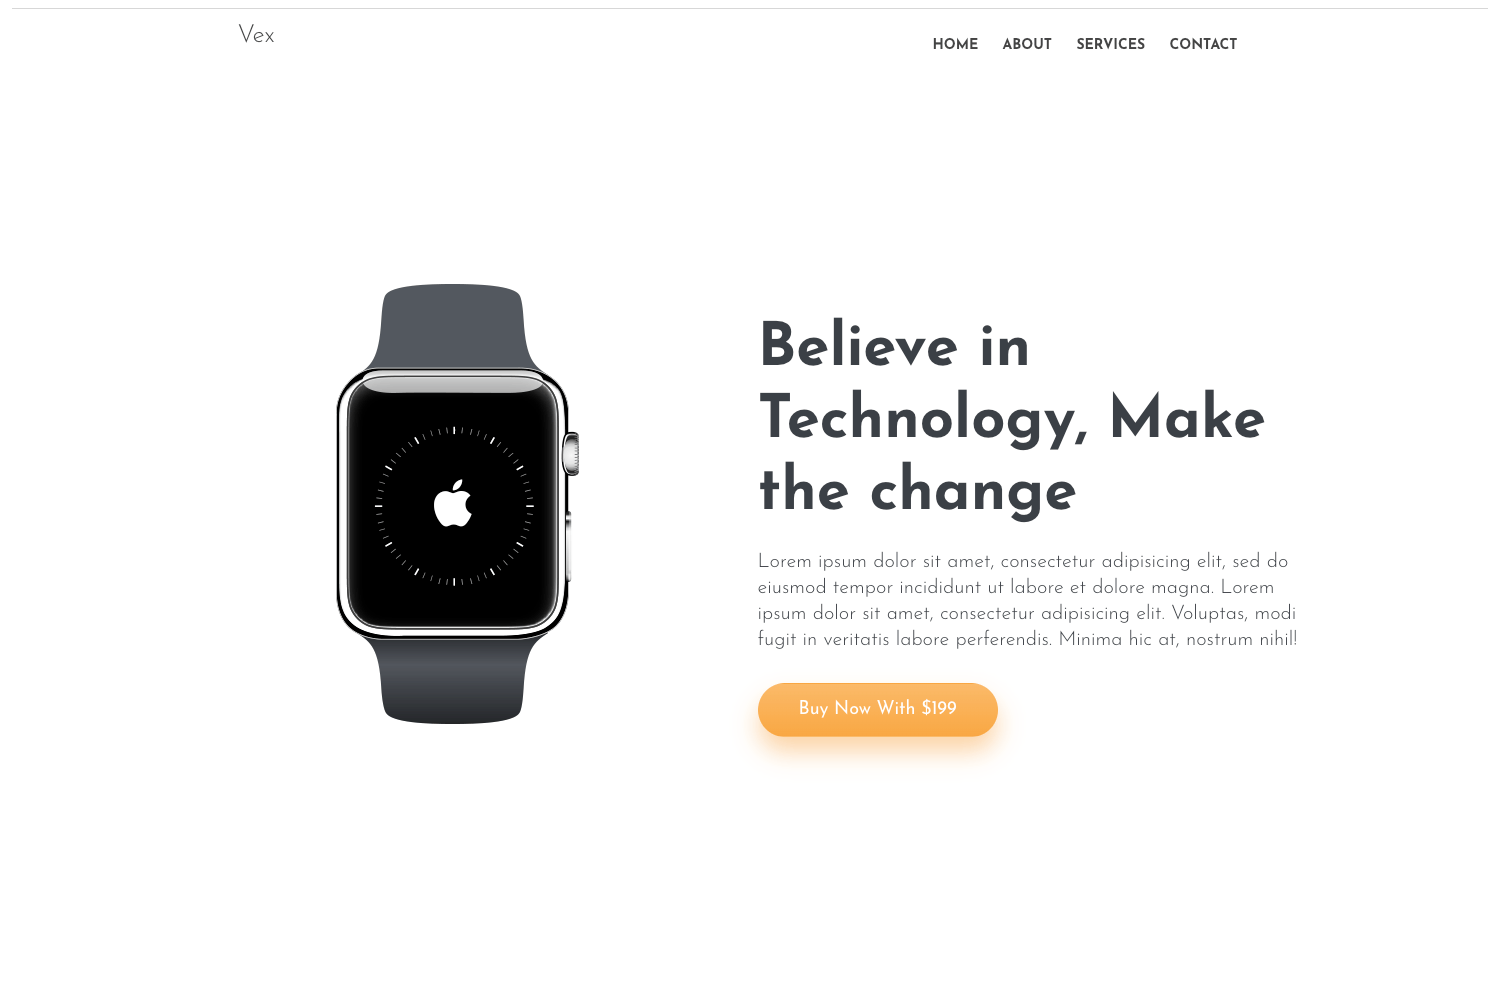 Vex
HOME ABOUT SERVICES CONTACT
Believe in
Technology, Make
the change
Lorem ipsum dolor sit amet, consectetur adipisicing elit, sed do
eiusmod tempor incididunt ut labore et dolore magna. Lorem
ipsum dolor sit amet, consectetur adipisicing elit. Voluptas, modi
fugit in veritatis labore perferendis. Minima hic at, nostrum nihil!
Buy Now With $199